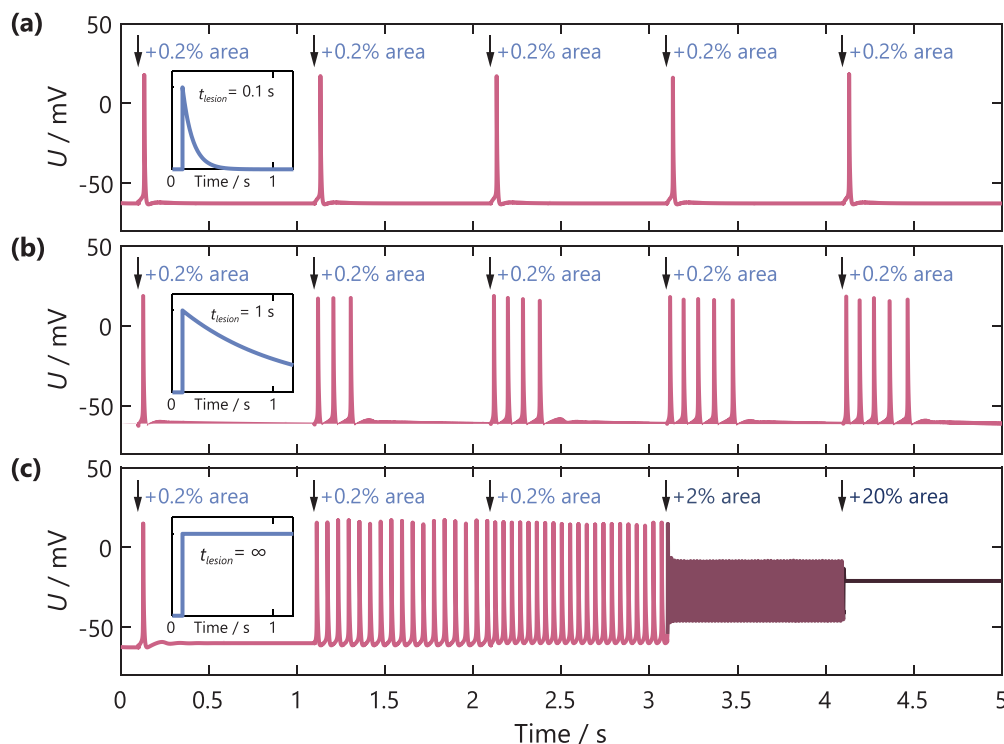 (a)
50
0
-50
U / mV
+0.2% area +0.2% area +0.2% area +0.2% area +0.2% area
tlesion = 0.1 s
0 Time / s 1
(b)
50
0
-50
U / mV
+0.2% area +0.2% area +0.2% area +0.2% area +0.2% area
tlesion = 1 s
0 Time / s 1
(c)
50
0
-50
U / mV
+0.2% area +0.2% area +0.2% area +2% area +20% area
tlesion = ∞
0 Time / s 1
0 0.5 1 1.5 2 2.5 3 3.5 4 4.5 5
Time / s